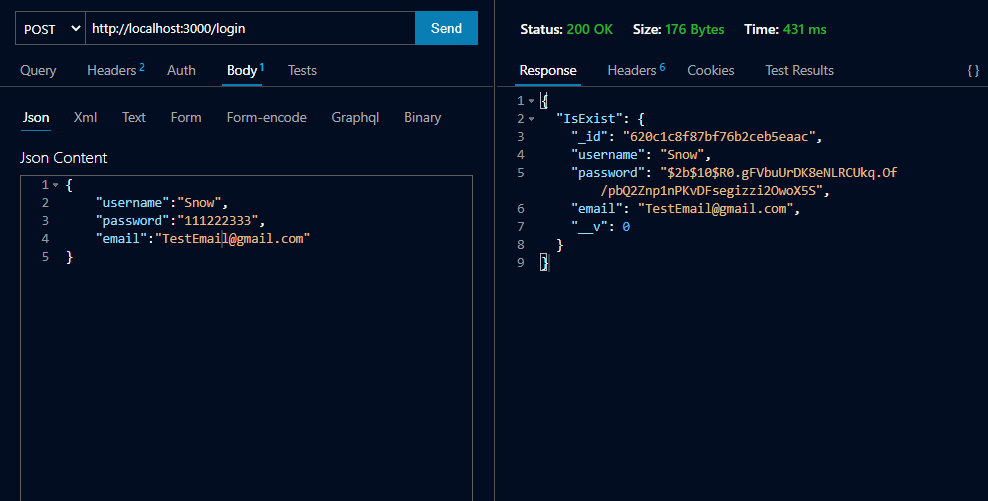 POST http://localhost:3000/login Send
Query Headers 2 Auth Body 1 Tests
Json Xml Text Form Form-encode Graphql Binary
Json Content
1 {
2 "username":"Snow",
3 "password":"111222333",
4 "email":"TestEmail@gmail.com"
5 }
Status: 200 OK Size: 176 Bytes Time: 431 ms
Response Headers 6 Cookies Test Results { }
1 {
2 "IsExist": {
3 "_id": "620c1c8f87bf76b2ceb5eaac",
4 "username": "Snow",
5 "password": "$2b$10$R0.gFVbuUrDK8eNLRCUkq.Of
/pbQ2Znp1nPKvDFsegizzi2OwoX5S",
6 "email": "TestEmail@gmail.com",
7 "__v": 0
8 }
9 }